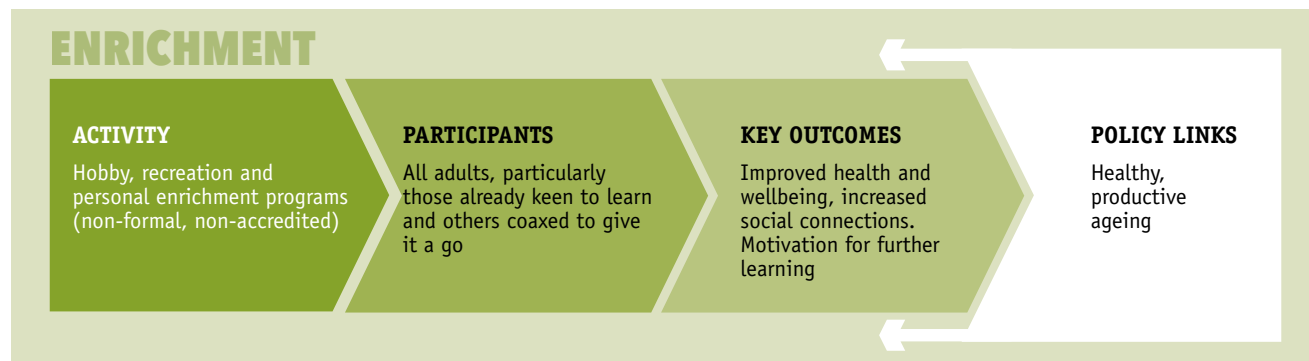 ENRICHMENT
ACTIVITY
Hobby, recreation and
personal enrichment programs
(non-formal, non-accredited)
PARTICIPANTS
All adults, particularly
those already keen to learn
and others coaxed to give
it a go
KEY OUTCOMES
Improved health and
wellbeing, increased
social connections.
Motivation for further
learning
POLICY LINKS
Healthy,
productive
ageing